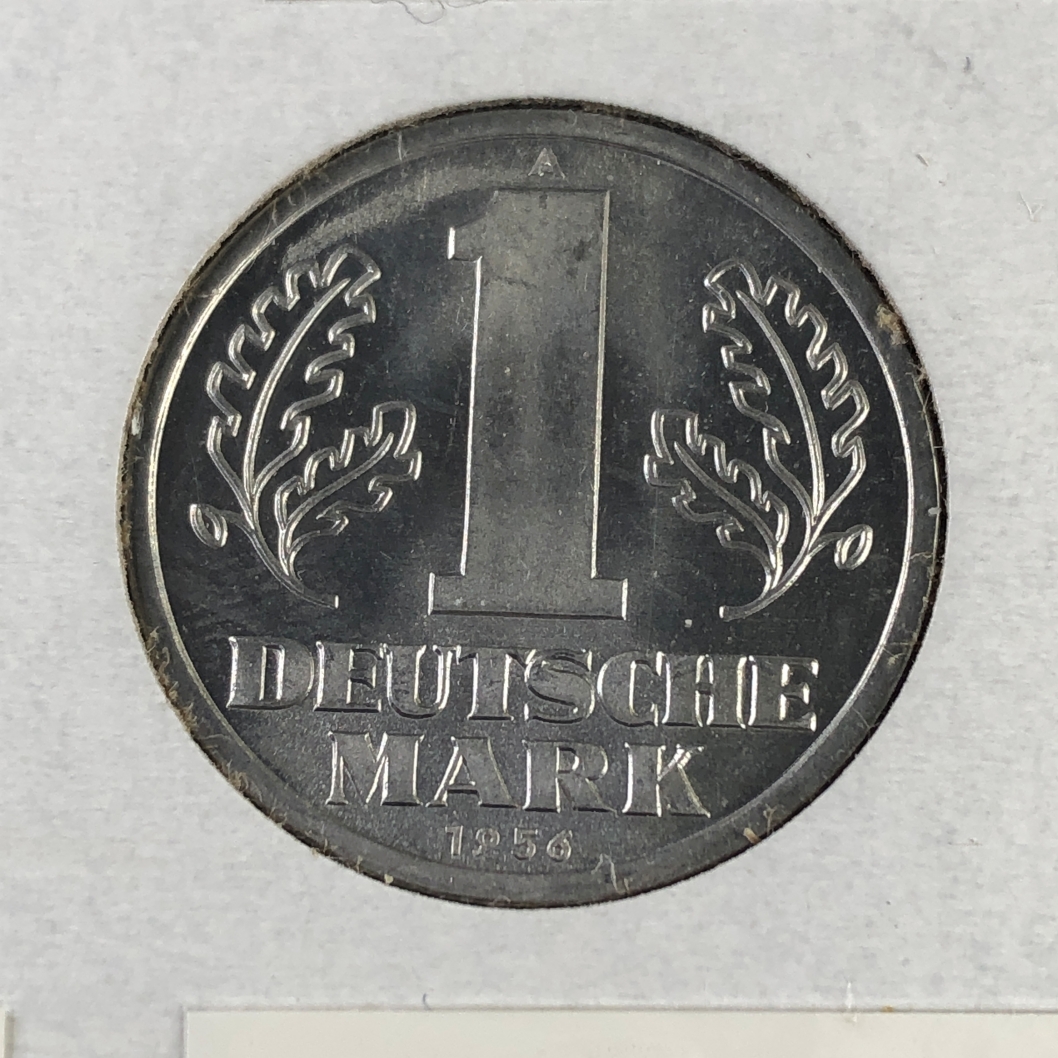 A
1
DEUTSCHE
MARK
1956